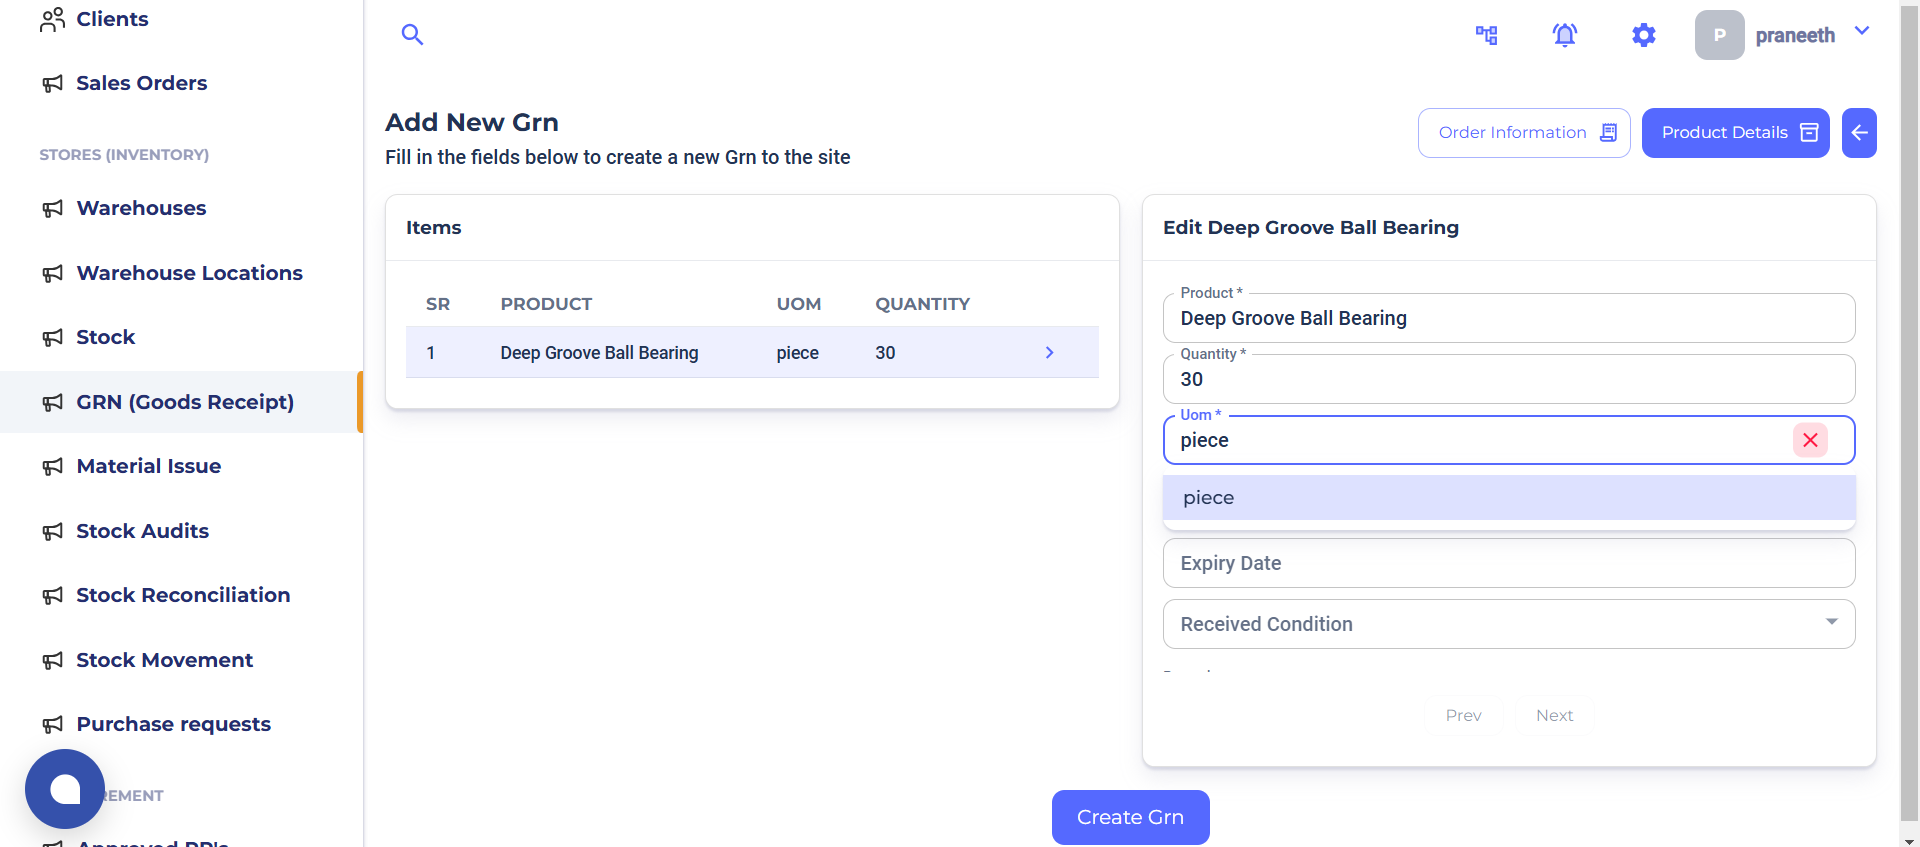 Clients
Sales Orders
STORES (INVENTORY)
Warehouses
Warehouse Locations
Stock
GRN (Goods Receipt)
Material Issue
Stock Audits
Stock Reconciliation
Stock Movement
Purchase requests
REMENT
P
praneeth
Add New Grn
Fill in the fields below to create a new Grn to the site
Order Information
Product Details
Items
SR PRODUCT UOM QUANTITY
1 Deep Groove Ball Bearing piece 30
Edit Deep Groove Ball Bearing
Product *
Deep Groove Ball Bearing
Quantity *
30
Uom *
piece
piece
Expiry Date
Received Condition
Prev Next
Create Grn